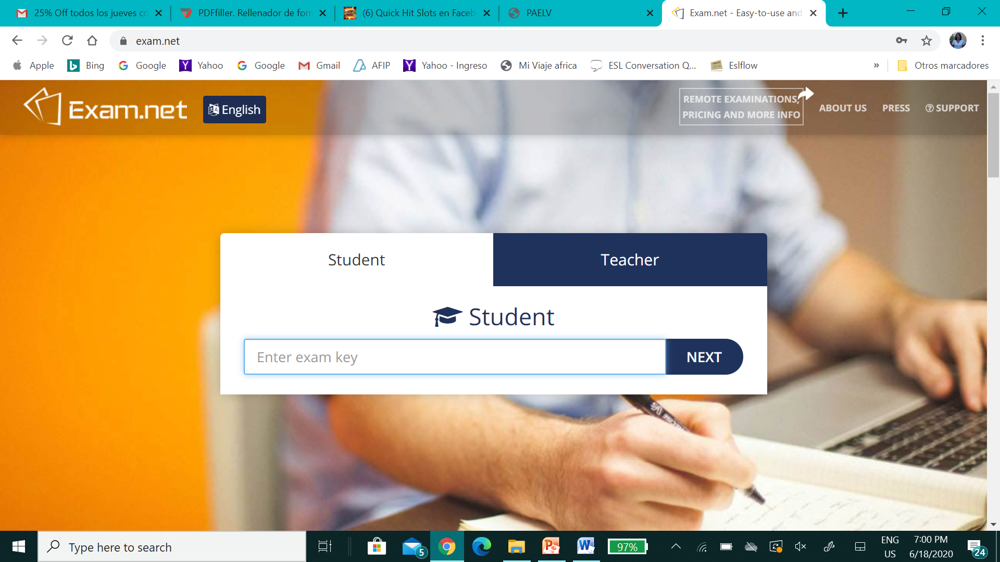 25% Off todos los jueves co
PDFfiller. Rellenador de for
(6) Quick Hit Slots en Faceb
PAELV
Exam.net - Easy-to-use and
exam.net
Apple
Bing
Google
Yahoo
Google
Gmail
AFIP
Yahoo - Ingreso
Mi Viaje africa
ESL Conversation Q...
Eslflow
»
Otros marcadores
Exam.net
English
REMOTE EXAMINATIONS,
PRICING AND MORE INFO
ABOUT US
PRESS
SUPPORT
Student
Teacher
Student
Enter exam key
NEXT
Type here to search
5
97%
ENG
US
7:00 PM
6/18/2020
24